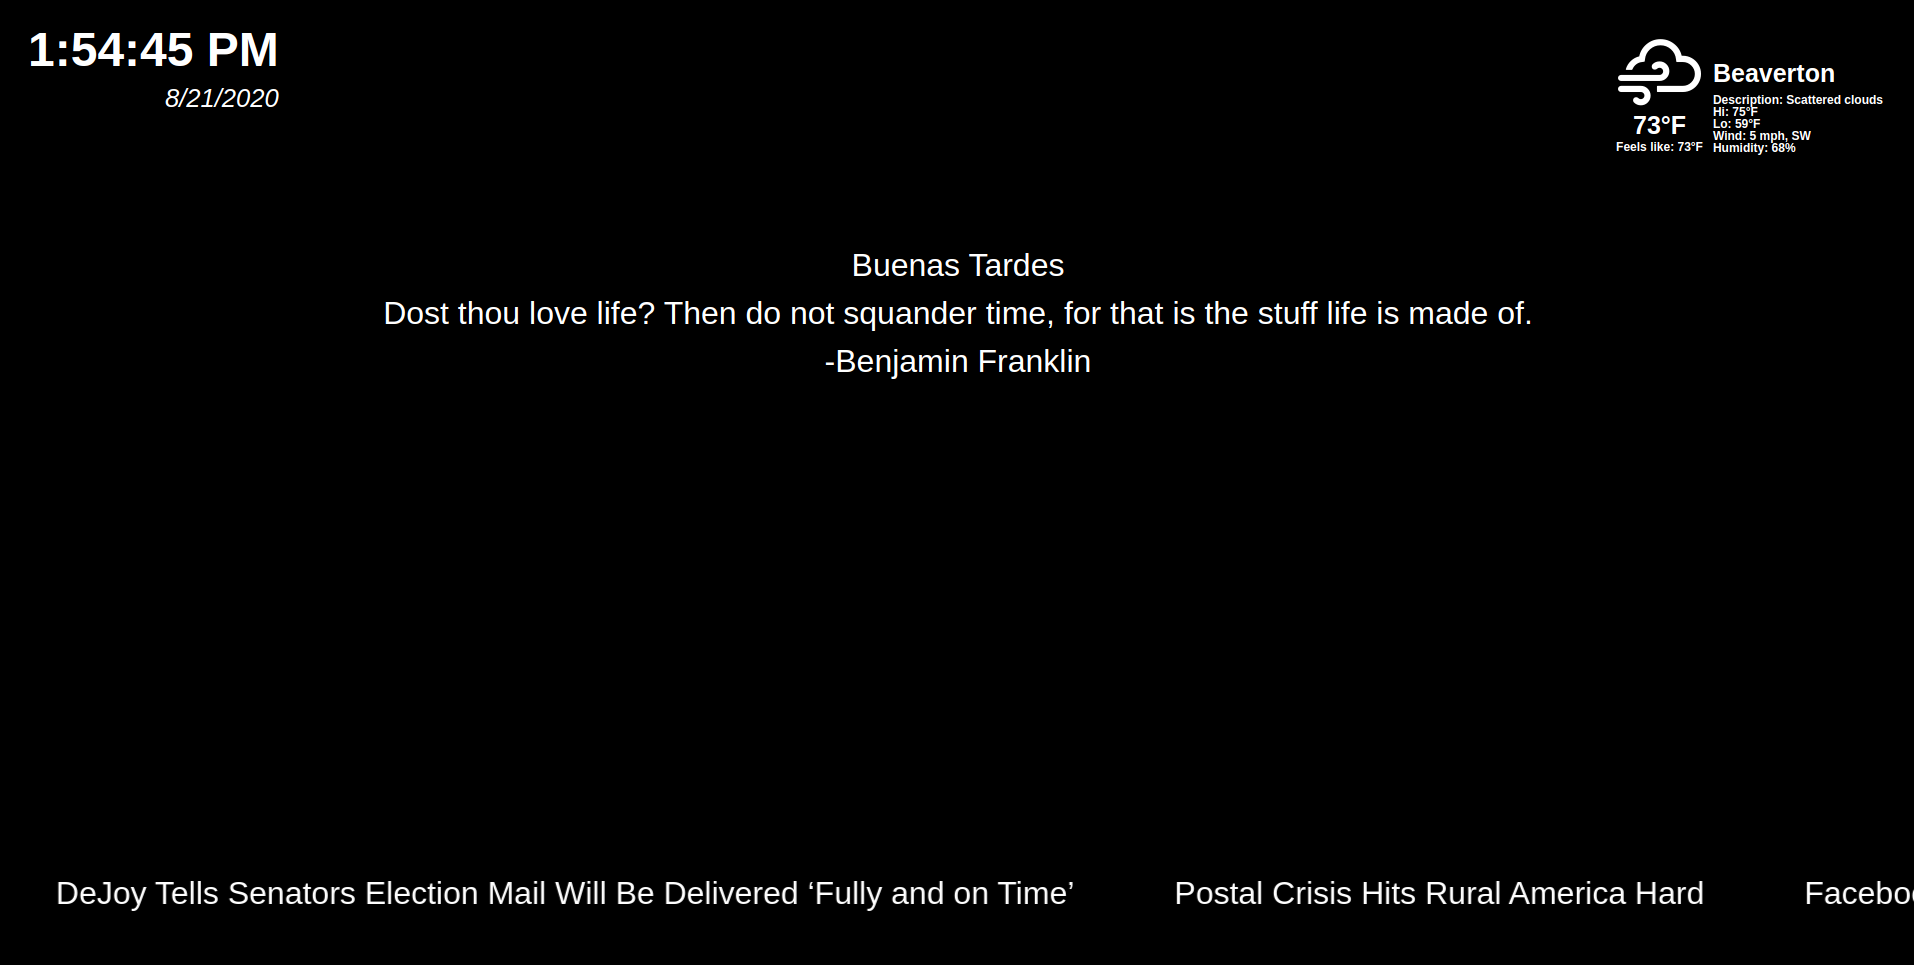 1:54:45 PM
8/21/2020
73°F
Feels like: 73°F
Beaverton
Description: Scattered clouds
Hi: 75°F
Lo: 59°F
Wind: 5 mph, SW
Humidity: 68%
Buenas Tardes
Dost thou love life? Then do not squander time, for that is the stuff life is made of.
-Benjamin Franklin
DeJoy Tells Senators Election Mail Will Be Delivered ‘Fully and on Time’ Postal Crisis Hits Rural America Hard